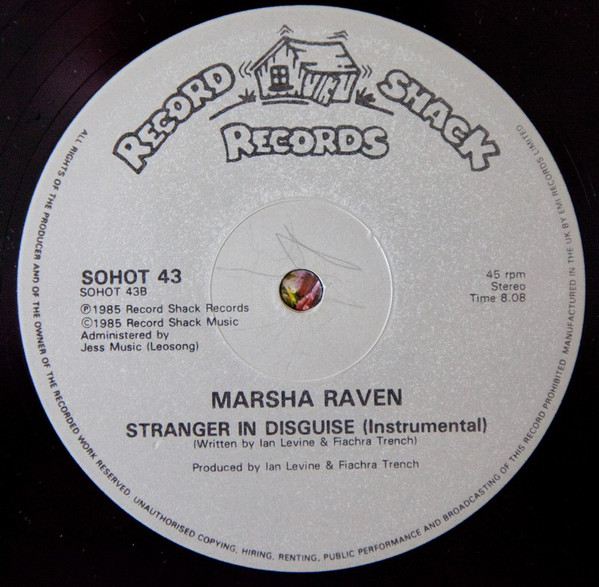 RECORD SHACK
RECORDS
SOHOT 43
SOHOT 43B
℗1985 Record Shack Records
©1985 Record Shack Music
Administered by
Jess Music (Leosong)
45 rpm
Stereo
Time 8.08
MARSHA RAVEN
STRANGER IN DISGUISE (Instrumental)
(Written by Ian Levine & Fiachra Trench)
Produced by Ian Levine & Fiachra Trench
ALL RIGHTS OF THE PRODUCER AND OF THE OWNER OF THE RECORDED WORK RESERVED. UNAUTHORISED COPYING, HIRING, RENTING, PUBLIC PERFORMANCE AND BROADCASTING OF THIS RECORD PROHIBITED. MANUFACTURED IN THE UK BY EMI RECORDS LIMITED